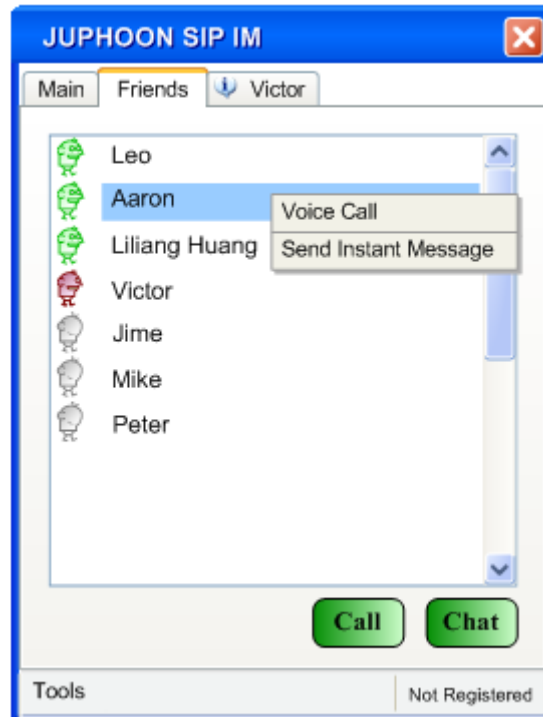 JUPHOON SIP IM
Main Friends Victor
Leo
Aaron
Voice Call
Liliang Huang
Send Instant Message
Victor
Jime
Mike
Peter
Call Chat
Tools Not Registered